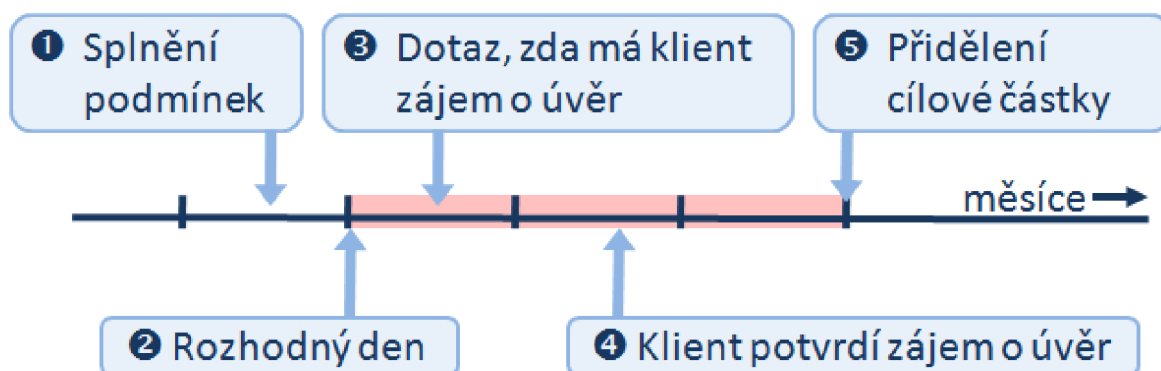 ❶ Splnění
podmínek
❸ Dotaz, zda má klient
zájem o úvěr
❺ Přidělení
cílové částky
měsíce
❷ Rozhodný den
❹ Klient potvrdí zájem o úvěr